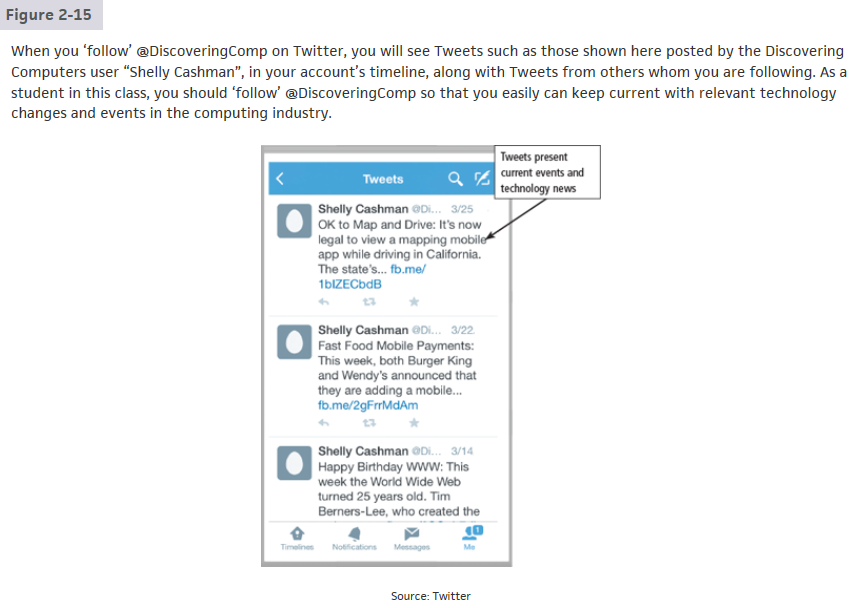 Figure 2-15
When you ‘follow’ @DiscoveringComp on Twitter, you will see Tweets such as those shown here posted by the Discovering
Computers user “Shelly Cashman”, in your account’s timeline, along with Tweets from others whom you are following. As a
student in this class, you should ‘follow’ @DiscoveringComp so that you easily can keep current with relevant technology
changes and events in the computing industry.
Tweets present
current events and
technology news
Tweets
Shelly Cashman @Di... 3/25
OK to Map and Drive: It's now
legal to view a mapping mobile
app while driving in California.
The state's... fb.me/
1bIZECbdB
Shelly Cashman @Di... 3/22
Fast Food Mobile Payments:
This week, both Burger King
and Wendy's announced that
they are adding a mobile...
fb.me/2gFrrMdAm
Shelly Cashman @Di... 3/14
Happy Birthday WWW: This
week the World Wide Web
turned 25 years old. Tim
Berners-Lee, who created the
1
Timelines Notifications Messages Me
Source: Twitter